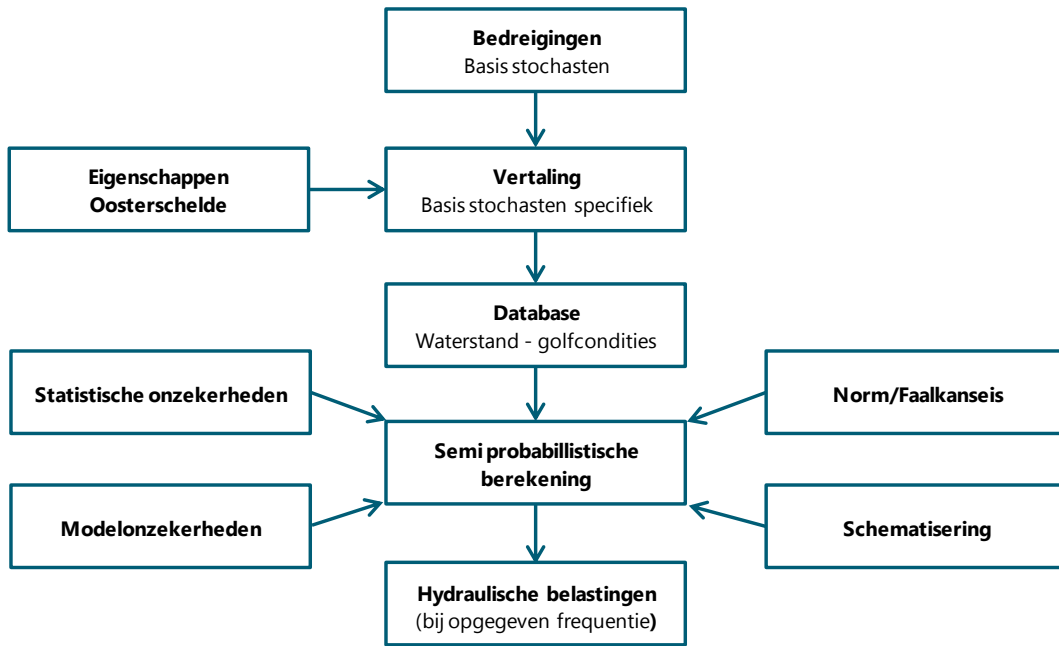 Bedreigingen
Basis stochasten
Eigenschappen
Oosterschelde
Vertaling
Basis stochasten specifiek
Database
Waterstand - golfcondities
Statistische onzekerheden
Norm/Faalkanseis
Semi probabillistische
berekening
Modelonzekerheden
Schematisering
Hydraulische belastingen
(bij opgegeven frequentie)